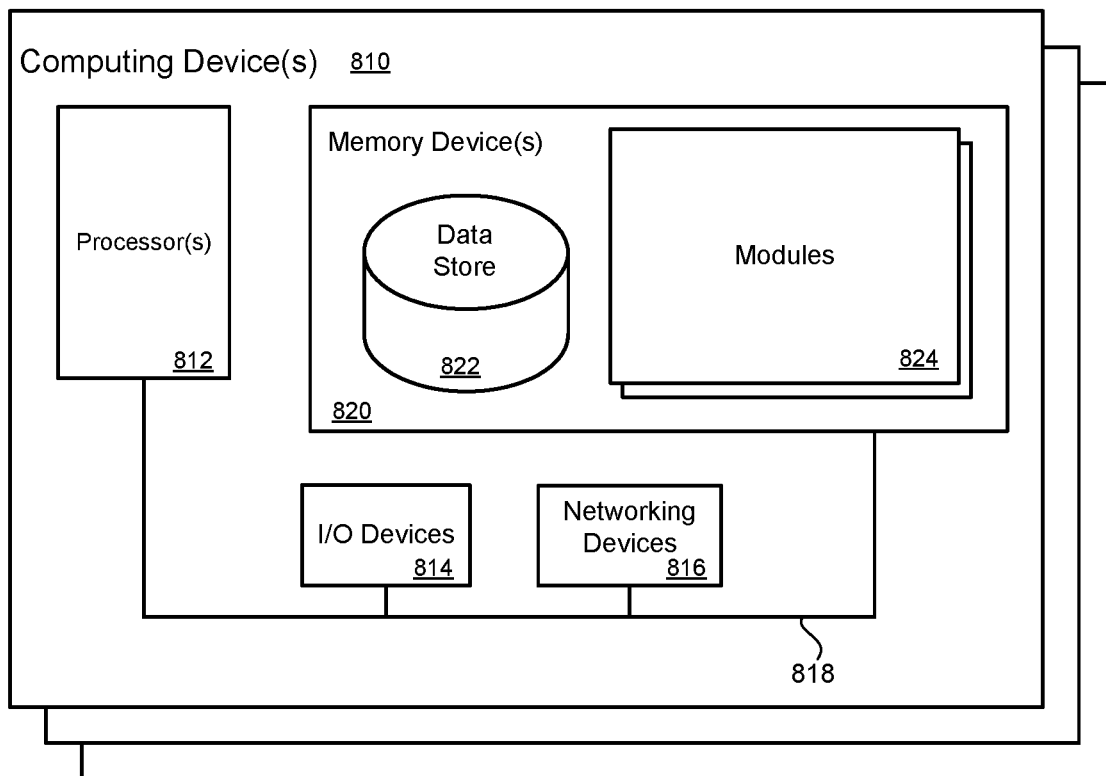 Computing Device(s) 810
Processor(s)
812
Memory Device(s)
Data
Store
822
820
Modules
824
I/O Devices
814
Networking
Devices
816
818